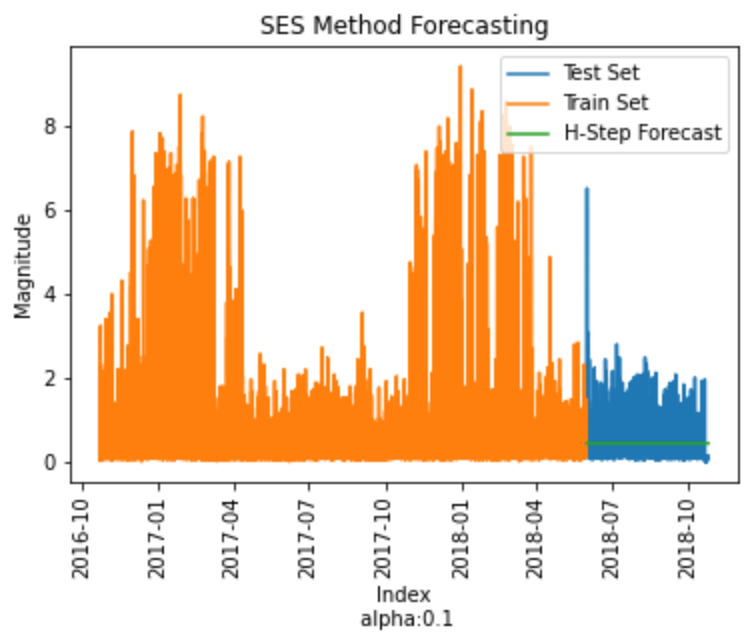 SES Method Forecasting
Test Set
Train Set
H-Step Forecast
Magnitude
8
6
4
2
0
2016-10
2017-01
2017-04
2017-07
2017-10
2018-01
2018-04
2018-07
2018-10
Index
alpha:0.1